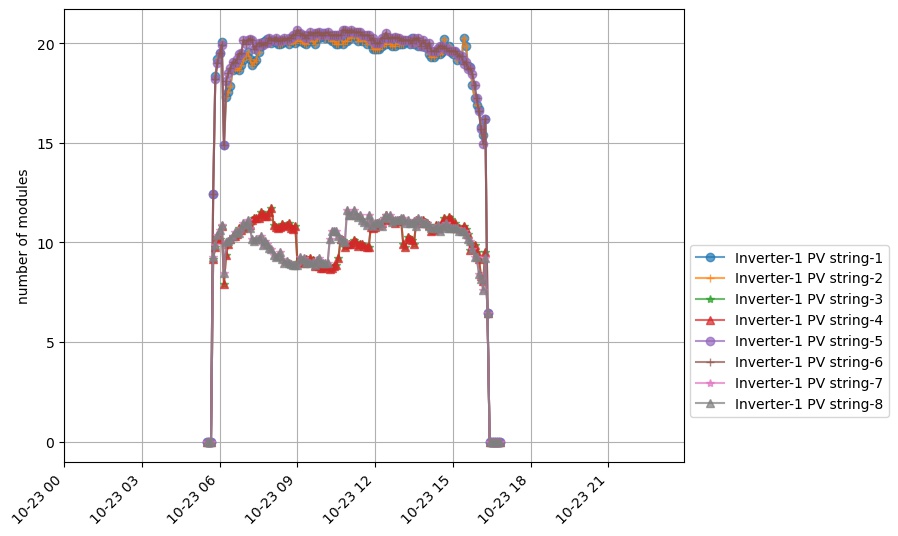 number of modules
20
15
10
5
0
10-23 00
10-23 03
10-23 06
10-23 09
10-23 12
10-23 15
10-23 18
10-23 21
Inverter-1 PV string-1
Inverter-1 PV string-2
Inverter-1 PV string-3
Inverter-1 PV string-4
Inverter-1 PV string-5
Inverter-1 PV string-6
Inverter-1 PV string-7
Inverter-1 PV string-8